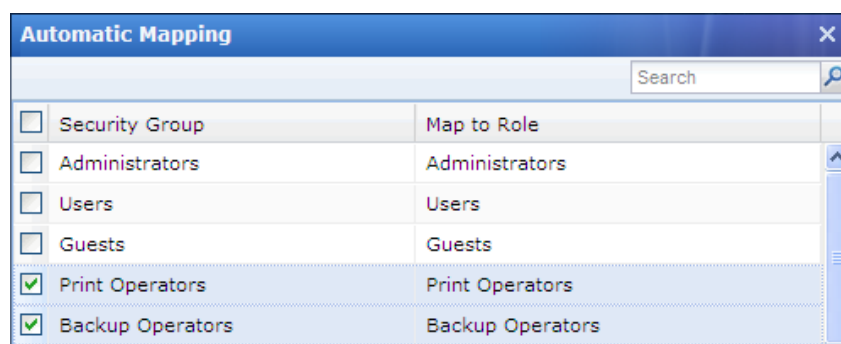 Automatic Mapping
Search
Security Group Map to Role
Administrators Administrators
Users Users
Guests Guests
Print Operators Print Operators
Backup Operators Backup Operators